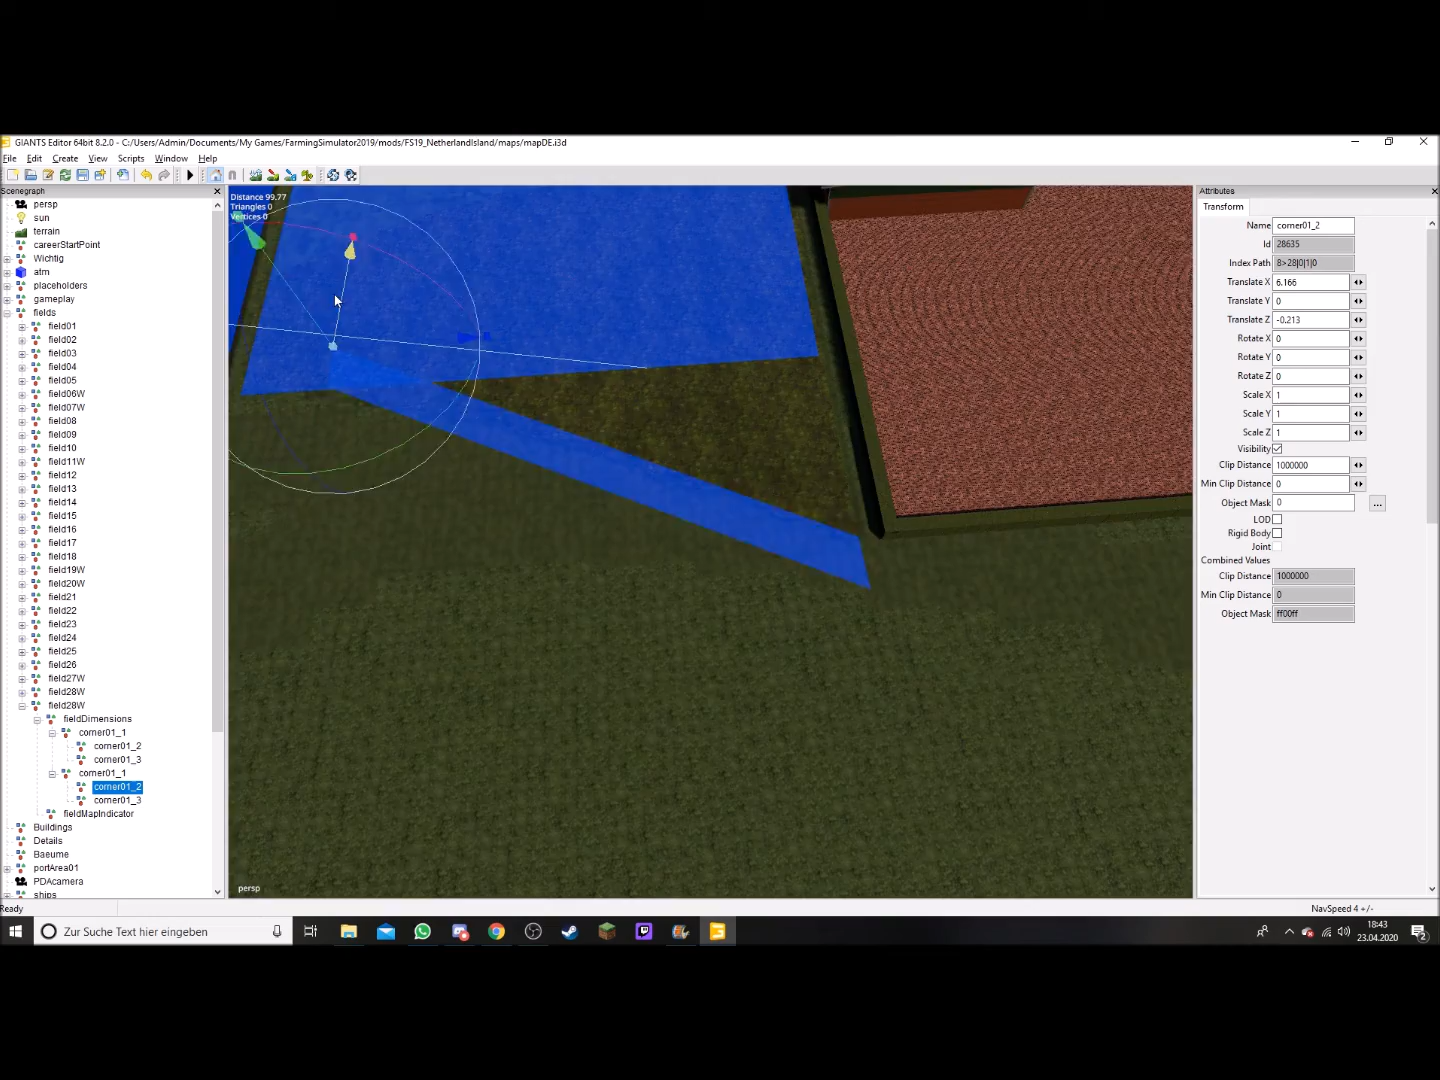 GIANTS Editor 64bit 8.2.0 - C:/Users/Admin/Documents/My Games/FarmingSimulator2019/mods/FS19_NetherlandIsland/maps/mapDE.i3d
File Edit Create View Scripts Window Help
Scenegraph
persp
sun
terrain
careerStartPoint
Wichtig
atm
placeholders
gameplay
fields
field01
field02
field03
field04
field05
field06W
field07W
field08
field09
field10
field11W
field12
field13
field14
field15
field16
field17
field18
field19W
field20W
field21
field22
field23
field24
field25
field26
field27W
field28W
field28W
fieldDimensions
corner01_1
corner01_2
corner01_3
corner01_1
corner01_2
corner01_3
fieldMapIndicator
Buildings
Details
Baeume
portArea01
PDAcamera
ships
Distance 99.77
Triangles 0
Vertices 0
persp
Attributes
Transform
Name corner01_2
Id 28635
Index Path 8>28|0|1|0
Translate X 6.166
Translate Y 0
Translate Z -0.213
Rotate X 0
Rotate Y 0
Rotate Z 0
Scale X 1
Scale Y 1
Scale Z 1
Visibility
Clip Distance 1000000
Min Clip Distance 0
Object Mask 0 ...
LOD
Rigid Body
Joint
Combined Values
Clip Distance 1000000
Min Clip Distance 0
Object Mask ff00ff
Ready
NavSpeed 4 +/-
Zur Suche Text hier eingeben
18:43
23.04.2020
2